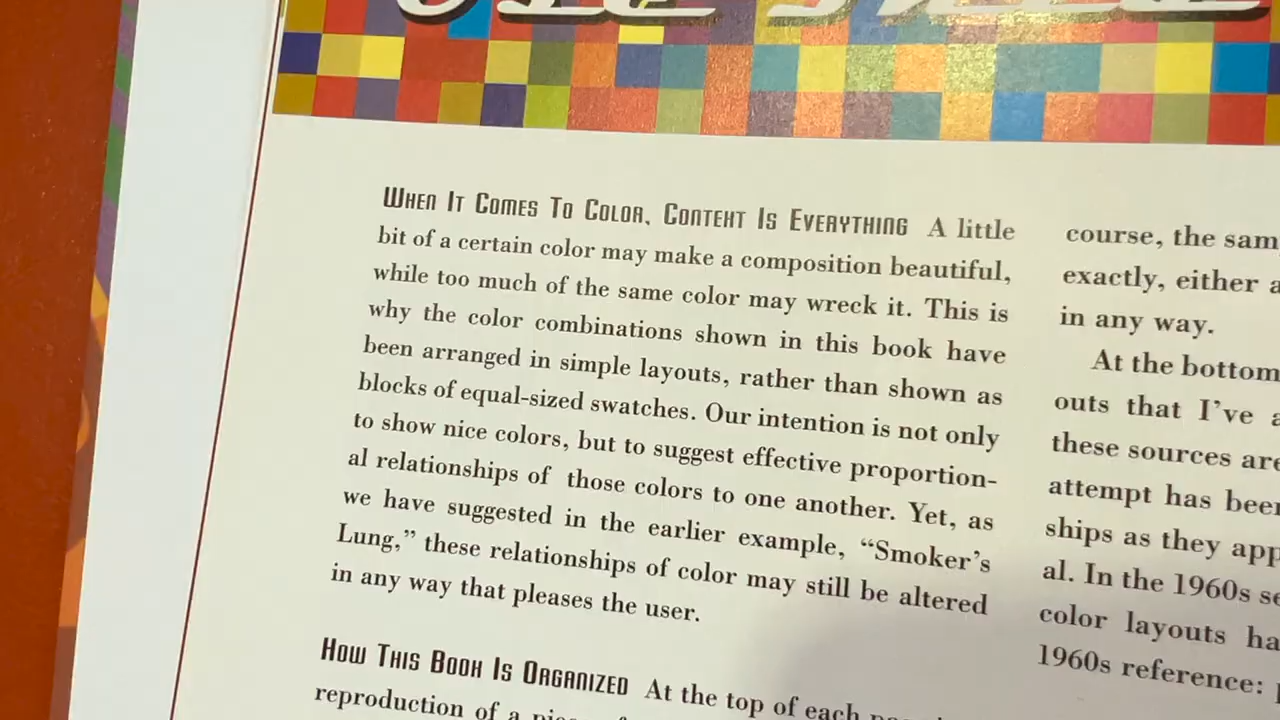 When It Comes To Color, Context Is Everything A little
bit of a certain color may make a composition beautiful,
while too much of the same color may wreck it. This is
why the color combinations shown in this book have
been arranged in simple layouts, rather than shown as
blocks of equal-sized swatches. Our intention is not only
to show nice colors, but to suggest effective proportion-
al relationships of those colors to one another. Yet, as
we have suggested in the earlier example, “Smoker’s
Lung,” these relationships of color may still be altered
in any way that pleases the user.
How This Book Is Organized At the top of each
reproduction of a
course, the sam
exactly, either a
in any way.
At the bottom
outs that I’ve a
these sources are
attempt has been
ships as they app
al. In the 1960s se
color layouts ha
1960s reference: